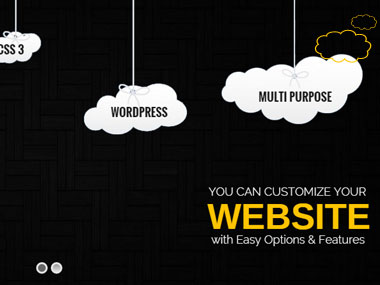 CSS 3
WORDPRESS
MULTI PURPOSE
YOU CAN CUSTOMIZE YOUR
WEBSITE
with Easy Options & Features